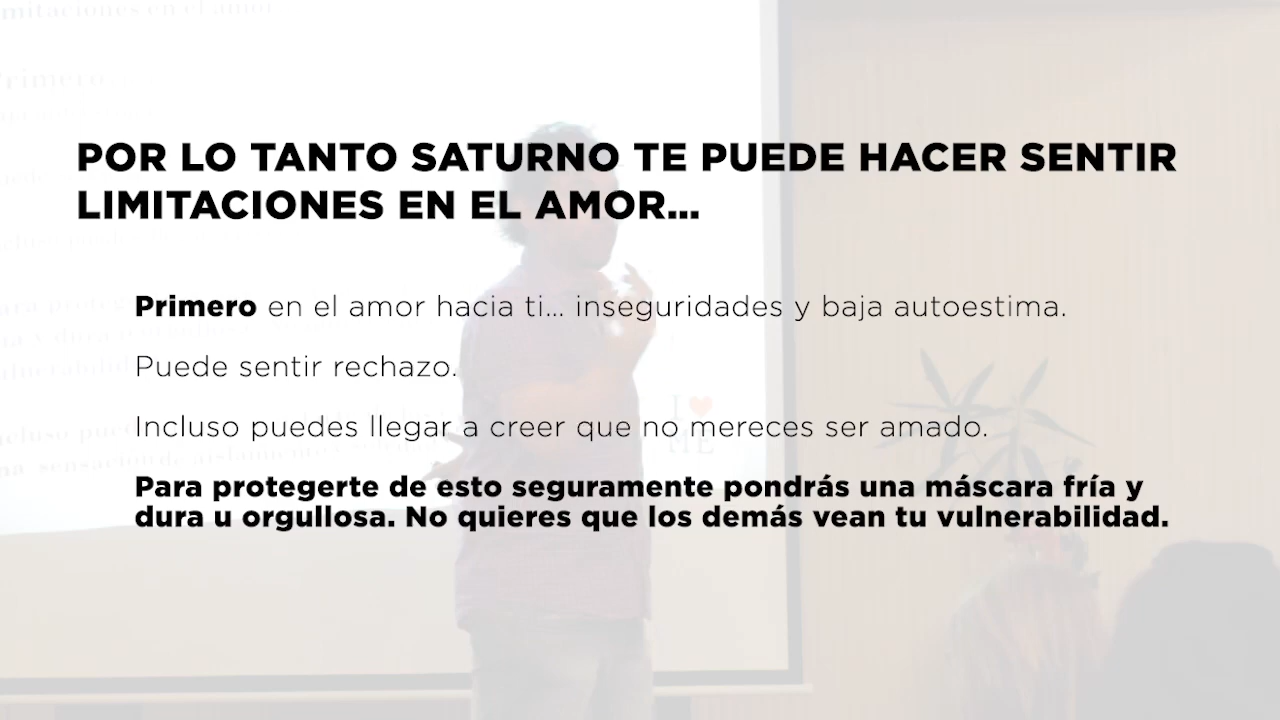 POR LO TANTO SATURNO TE PUEDE HACER SENTIR
LIMITACIONES EN EL AMOR...
Primero en el amor hacia ti... inseguridades y baja autoestima.
Puede sentir rechazo.
Incluso puedes llegar a creer que no mereces ser amado.
Para protegerte de esto seguramente pondrás una máscara fría y
dura u orgullosa. No quieres que los demás vean tu vulnerabilidad.
I ❤
ME